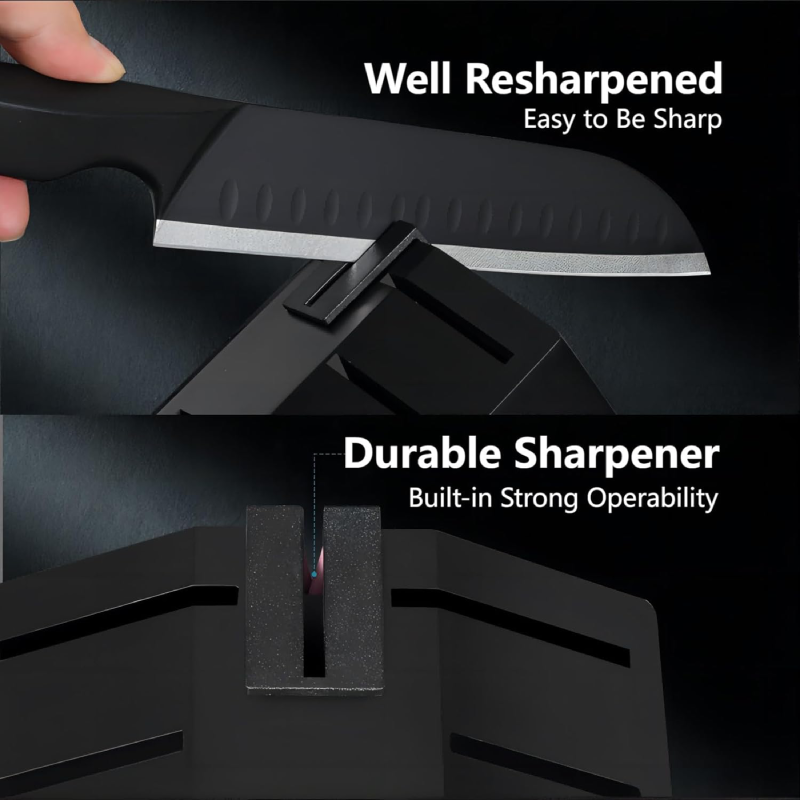 Well Resharpened
Easy to Be Sharp
Durable Sharpener
Built-in Strong Operability